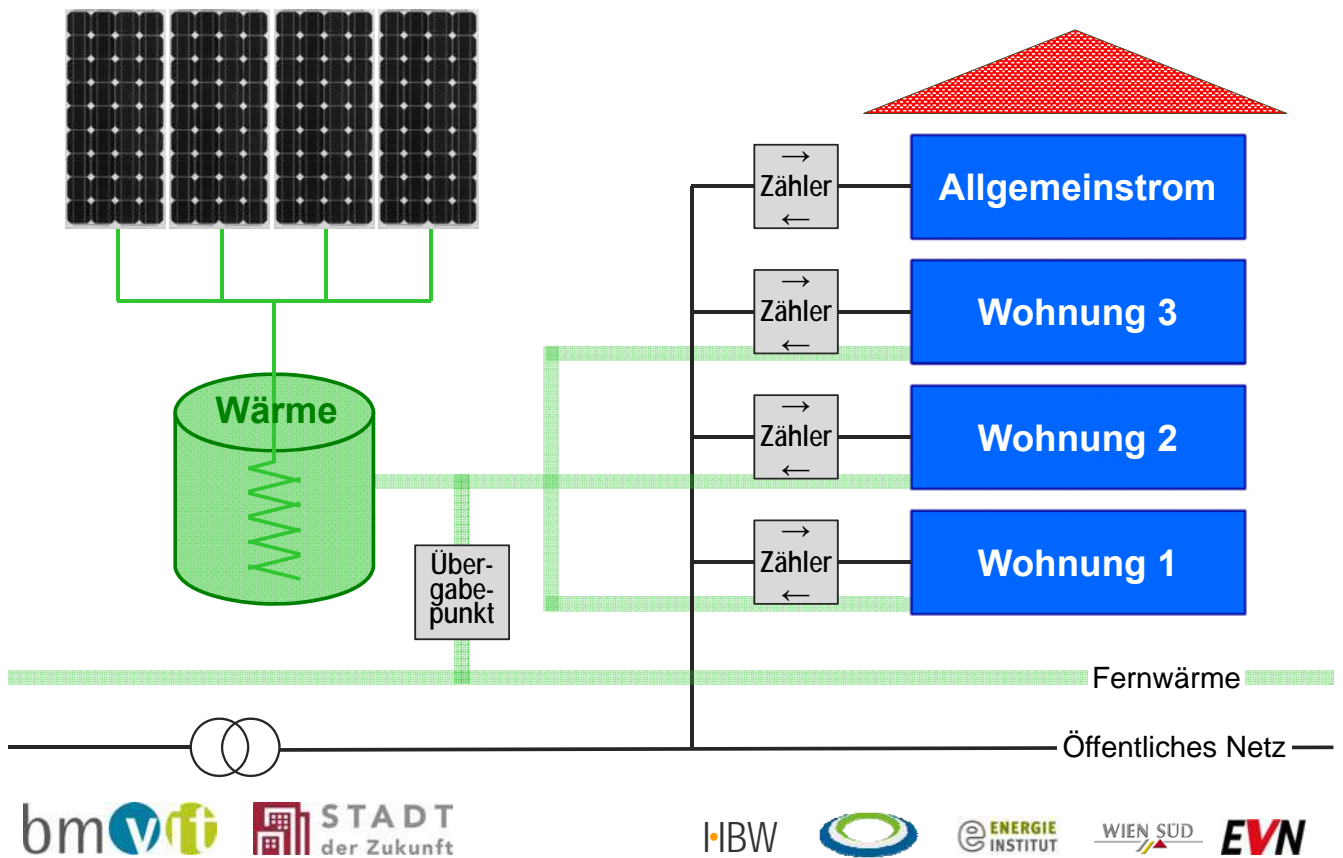 →
Zähler
←
Allgemeinstrom
→
Zähler
←
Wohnung 3
Wärme
→
Zähler
←
Wohnung 2
Über-
gabe-
punkt
→
Zähler
←
Wohnung 1
Fernwärme
Öffentliches Netz
bmvit
STADT
der Zukunft
HBW
e ENERGIE
INSTITUT
WIEN SÜD
EVN